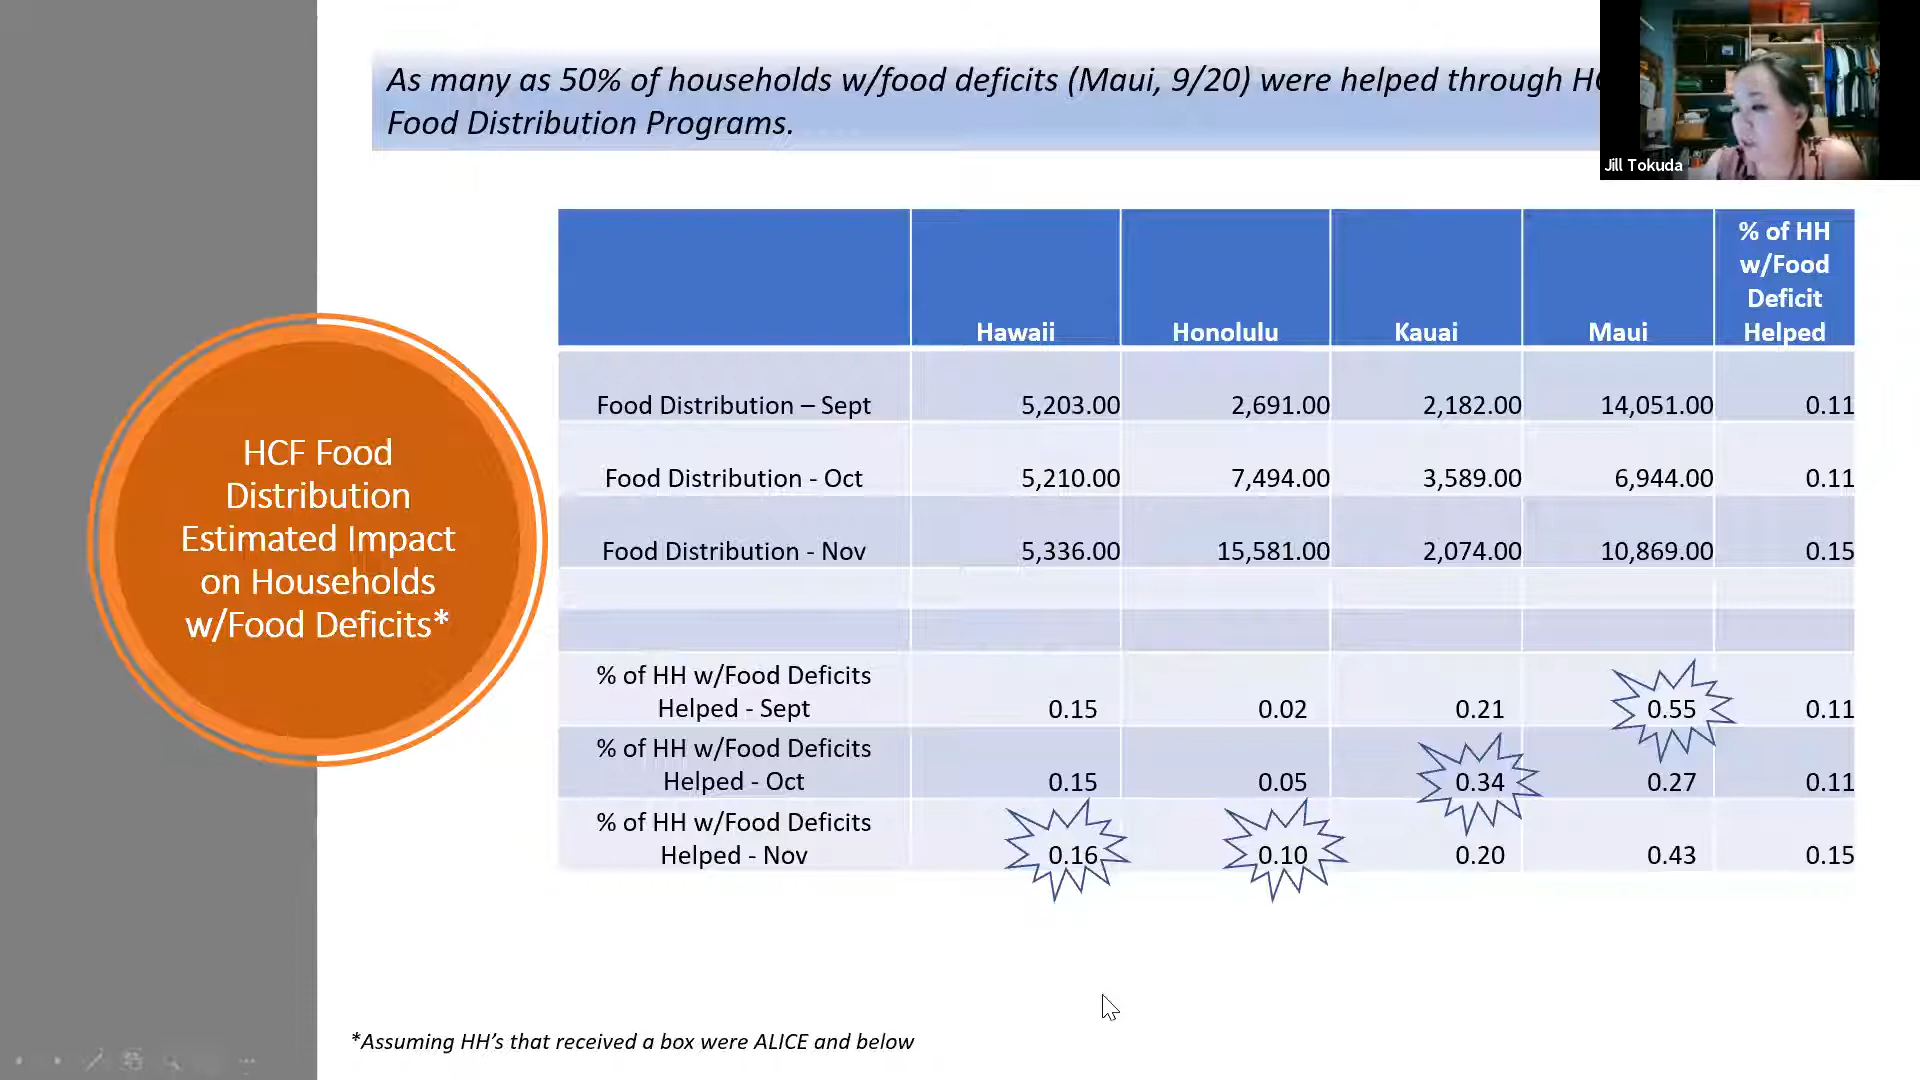 As many as 50% of households w/food deficits (Maui, 9/20) were helped through
Food Distribution Programs.
Jill Tokuda
HCF Food
Distribution
Estimated Impact
on Households
w/Food Deficits*
% of HH
w/Food
Deficit
Hawaii Honolulu Kauai Maui Helped
Food Distribution – Sept 5,203.00 2,691.00 2,182.00 14,051.00 0.11
Food Distribution - Oct 5,210.00 7,494.00 3,589.00 6,944.00 0.11
Food Distribution - Nov 5,336.00 15,581.00 2,074.00 10,869.00 0.15
% of HH w/Food Deficits
Helped - Sept 0.15 0.02 0.21 0.55 0.11
% of HH w/Food Deficits
Helped - Oct 0.15 0.05 0.34 0.27 0.11
% of HH w/Food Deficits
Helped - Nov 0.16 0.10 0.20 0.43 0.15
*Assuming HH's that received a box were ALICE and below